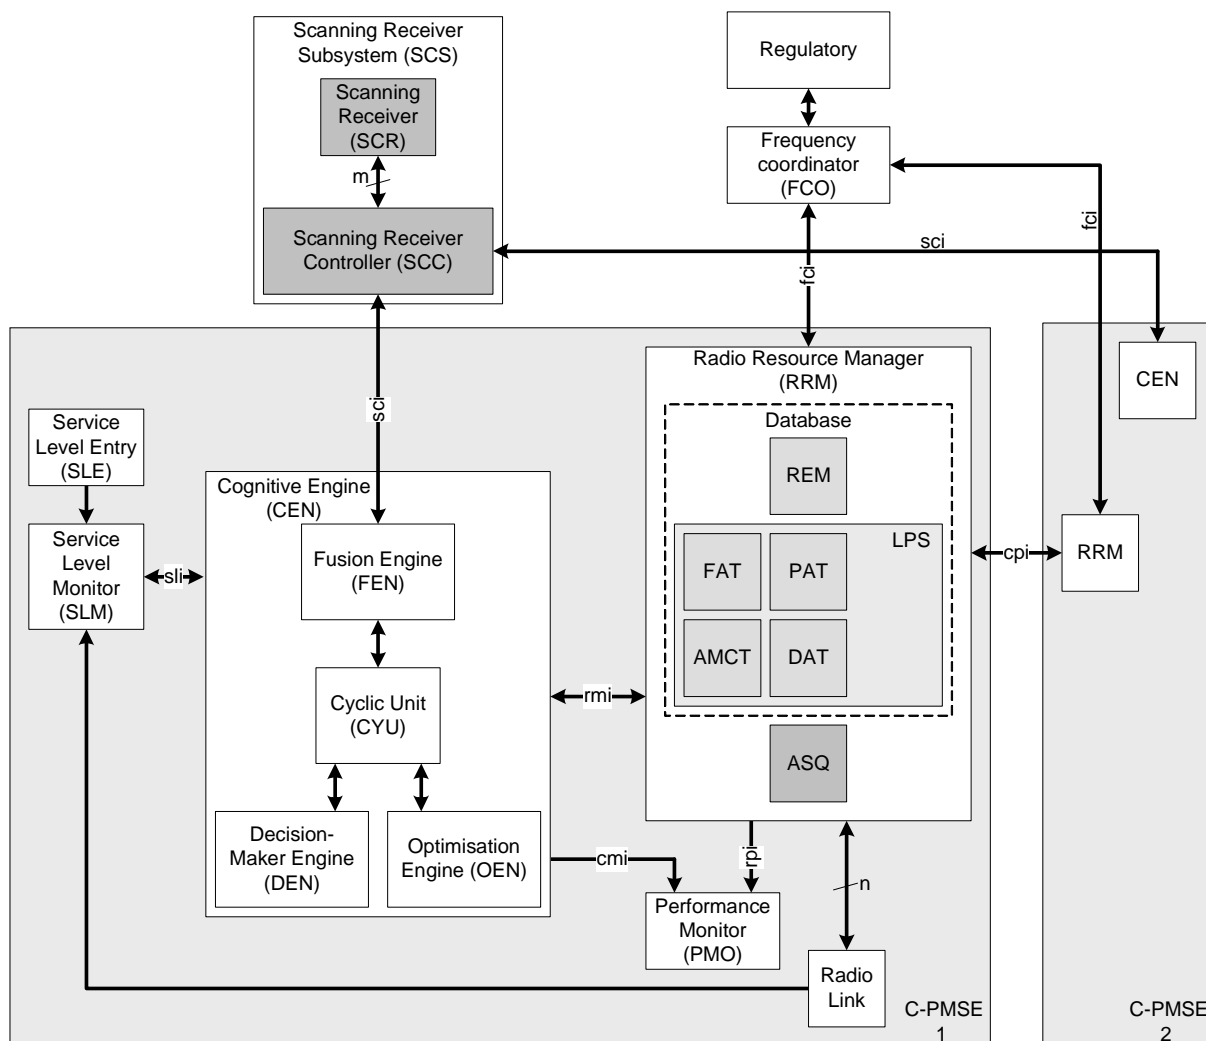 Scanning Receiver
Subsystem (SCS)
Scanning
Receiver
(SCR)
m
Scanning Receiver
Controller (SCC)
Regulatory
Frequency
coordinator
(FCO)
sci
fci
fci
sci
Radio Resource Manager
(RRM)
Database
REM
LPS
FAT
PAT
AMCT
DAT
ASQ
CEN
RRM
cpi
Service
Level Entry
(SLE)
Service
Level
Monitor
(SLM)
sli
Cognitive Engine
(CEN)
Fusion Engine
(FEN)
Cyclic Unit
(CYU)
Decision-
Maker Engine
(DEN)
Optimisation
Engine (OEN)
rmi
cmi
rpi
n
Performance
Monitor
(PMO)
Radio
Link
C-PMSE
1
C-PMSE
2